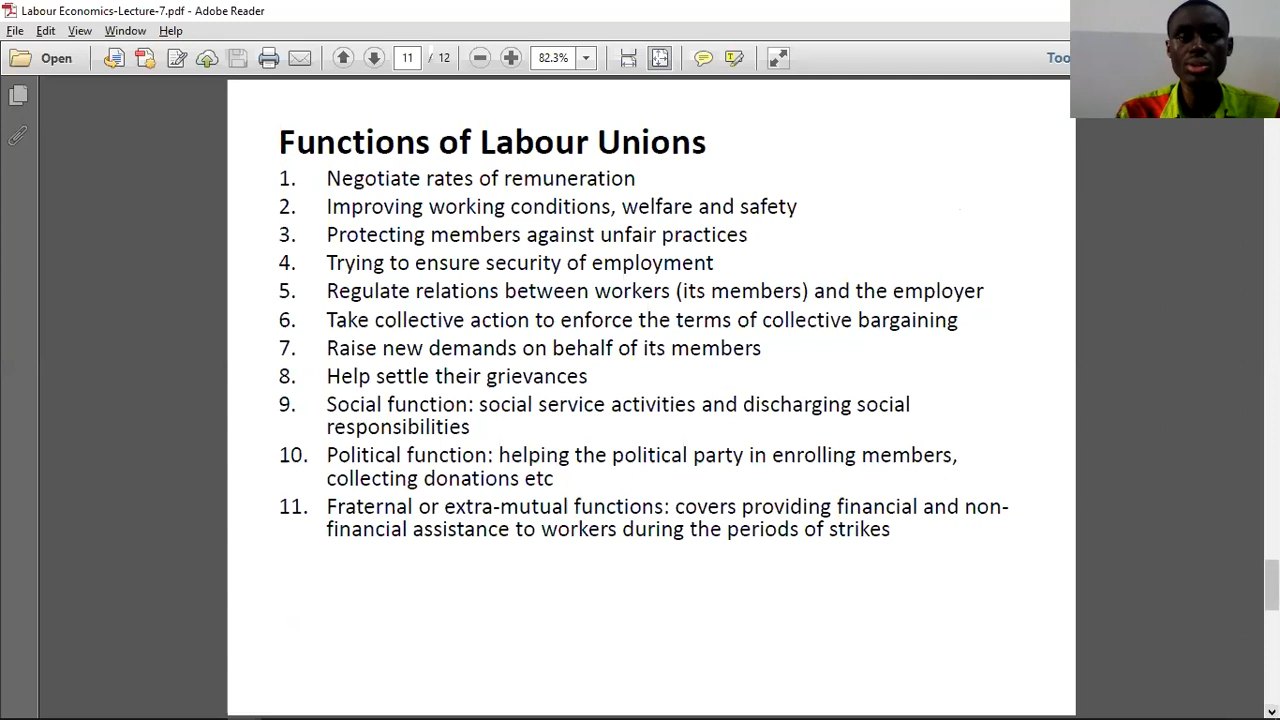 Labour Economics-Lecture-7.pdf - Adobe Reader
File Edit View Window Help
Open 11 / 12 82.3% Too
Functions of Labour Unions
1. Negotiate rates of remuneration
2. Improving working conditions, welfare and safety
3. Protecting members against unfair practices
4. Trying to ensure security of employment
5. Regulate relations between workers (its members) and the employer
6. Take collective action to enforce the terms of collective bargaining
7. Raise new demands on behalf of its members
8. Help settle their grievances
9. Social function: social service activities and discharging social
responsibilities
10. Political function: helping the political party in enrolling members,
collecting donations etc
11. Fraternal or extra-mutual functions: covers providing financial and non-
financial assistance to workers during the periods of strikes